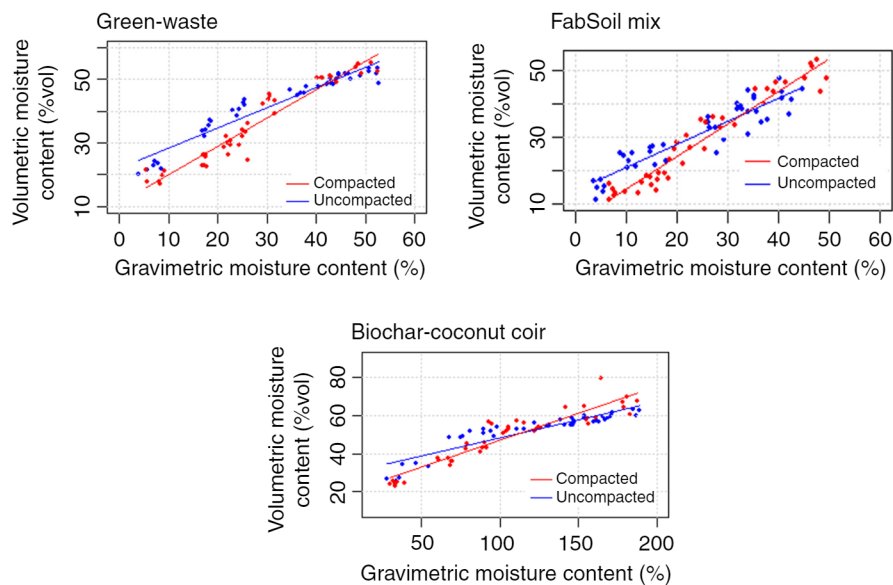 Green-waste
Volumetric moisture
content (%vol)
50
30
10
Compacted
Uncompacted
0 10 20 30 40 50 60
Gravimetric moisture content (%)
FabSoil mix
Volumetric moisture
content (%vol)
50
30
10
Compacted
Uncompacted
0 10 20 30 40 50 60
Gravimetric moisture content (%)
Biochar-coconut coir
Volumetric moisture
content (%vol)
80
60
40
20
Compacted
Uncompacted
50 100 150 200
Gravimetric moisture content (%)